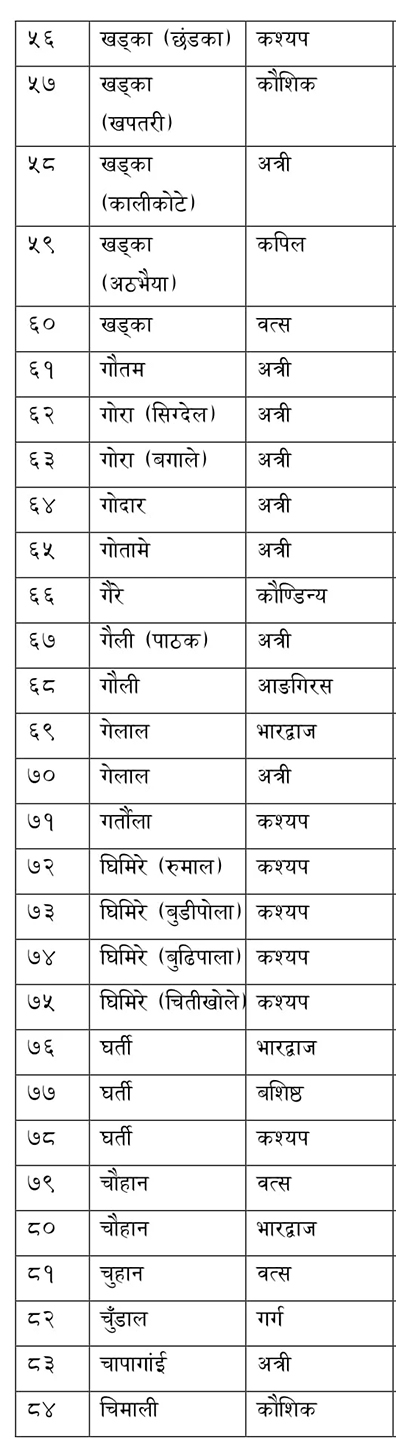 ५६ खड्का (छंडका) कश्यप
५७ खड्का कौशिक
(खपतरी)
५८ खड्का अत्री
(कालीकोटे)
५९ खड्का कपिल
(अठभैया)
६० खड्का वत्स
६१ गौतम अत्री
६२ गोरा (सिग्देल) अत्री
६३ गोरा (बगाले) अत्री
६४ गोदार अत्री
६५ गोतामे अत्री
६६ गैरे कौण्डिन्य
६७ गैली (पाठक) अत्री
६८ गौली आङगिरस
६९ गेलाल भारद्वाज
७० गेलाल अत्री
७१ गर्तौंला कश्यप
७२ घिमिरे (रुमाल) कश्यप
७३ घिमिरे (बुडीपोला) कश्यप
७४ घिमिरे (बुढिपाला) कश्यप
७५ घिमिरे (चितीखोले) कश्यप
७६ घर्ती भारद्वाज
७७ घर्ती बशिष्ठ
७८ घर्ती कश्यप
७९ चौहान वत्स
८० चौहान भारद्वाज
८१ चुहान वत्स
८२ चुँडाल गर्ग
८३ चापागांई अत्री
८४ चिमाली कौशिक